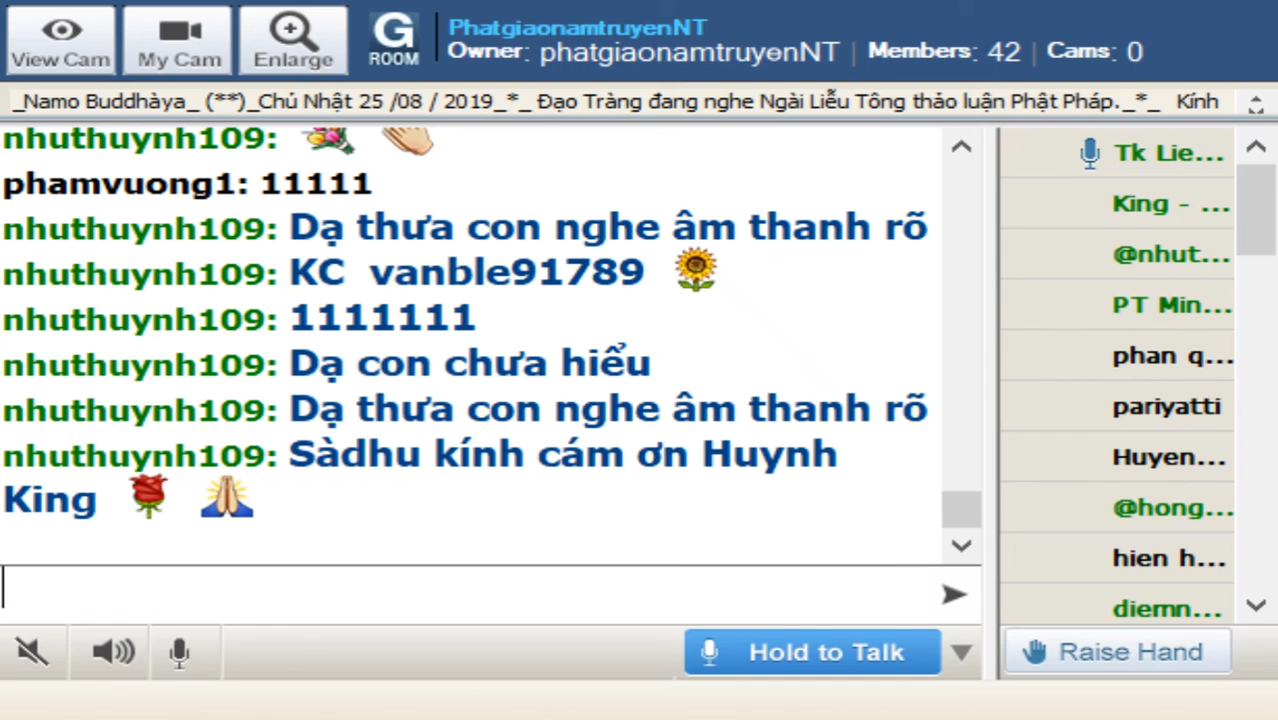 View Cam My Cam Enlarge G ROOM
PhatgiaonamtruyenNT
Owner: phatgiaonamtruyenNT | Members: 42 | Cams: 0
_Namo Buddhàya_ (**)_Chủ Nhật 25 /08 / 2019_*_ Đạo Tràng đang nghe Ngài Liễu Tông thảo luận Phật Pháp._*_ Kính
nhuthuynh109:
phamvuong1: 11111
nhuthuynh109: Dạ thưa con nghe âm thanh rõ
nhuthuynh109: KC vanble91789
nhuthuynh109: 1111111
nhuthuynh109: Dạ con chưa hiểu
nhuthuynh109: Dạ thưa con nghe âm thanh rõ
nhuthuynh109: Sàdhu kính cám ơn Huynh
King
Tk Lie...
King - ...
@nhut...
PT Min...
phan q...
pariyatti
Huyen...
@hong...
hien h...
diemn...
Hold to Talk
Raise Hand